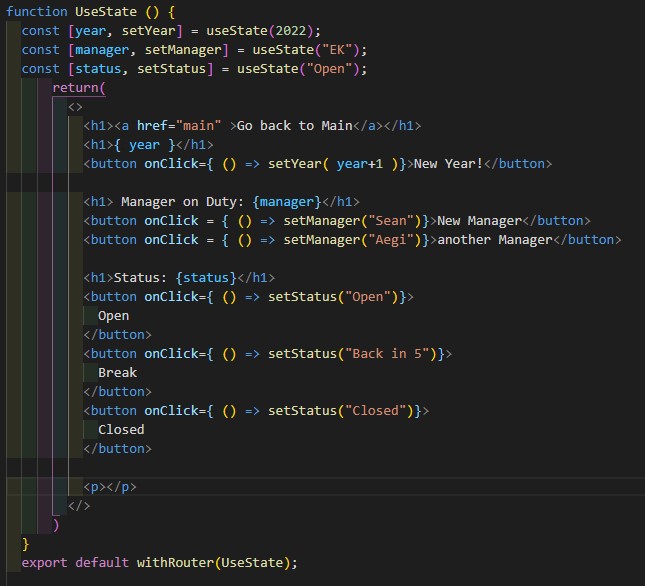 function UseState () {
const [year, setYear] = useState(2022);
const [manager, setManager] = useState("EK");
const [status, setStatus] = useState("Open");
return(
<>
<h1><a href="main" >Go back to Main</a></h1>
<h1>{ year }</h1>
<button onClick={ () => setYear( year+1 )}>New Year!</button>
<h1> Manager on Duty: {manager}</h1>
<button onClick = { () => setManager("Sean")}>New Manager</button>
<button onClick = { () => setManager("Aegi")}>another Manager</button>
<h1>Status: {status}</h1>
<button onClick={ () => setStatus("Open")}>
Open
</button>
<button onClick={ () => setStatus("Back in 5")}>
Break
</button>
<button onClick={ () => setStatus("Closed")}>
Closed
</button>
<p></p>
</>
)
}
export default withRouter(UseState);